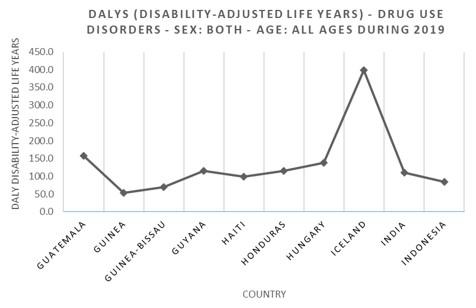 DALYS (DISABILITY-ADJUSTED LIFE YEARS) - DRUG USE
DISORDERS - SEX: BOTH - AGE: ALL AGES DURING 2019
DALY DISABILITY-ADJUSTED LIFE YEARS
450.0
400.0
350.0
300.0
250.0
200.0
150.0
100.0
50.0
0.0
GUATEMALA
GUINEA
GUINEA-BISSAU
GUYANA
HAITI
HONDURAS
HUNGARY
ICELAND
INDIA
INDONESIA
COUNTRY